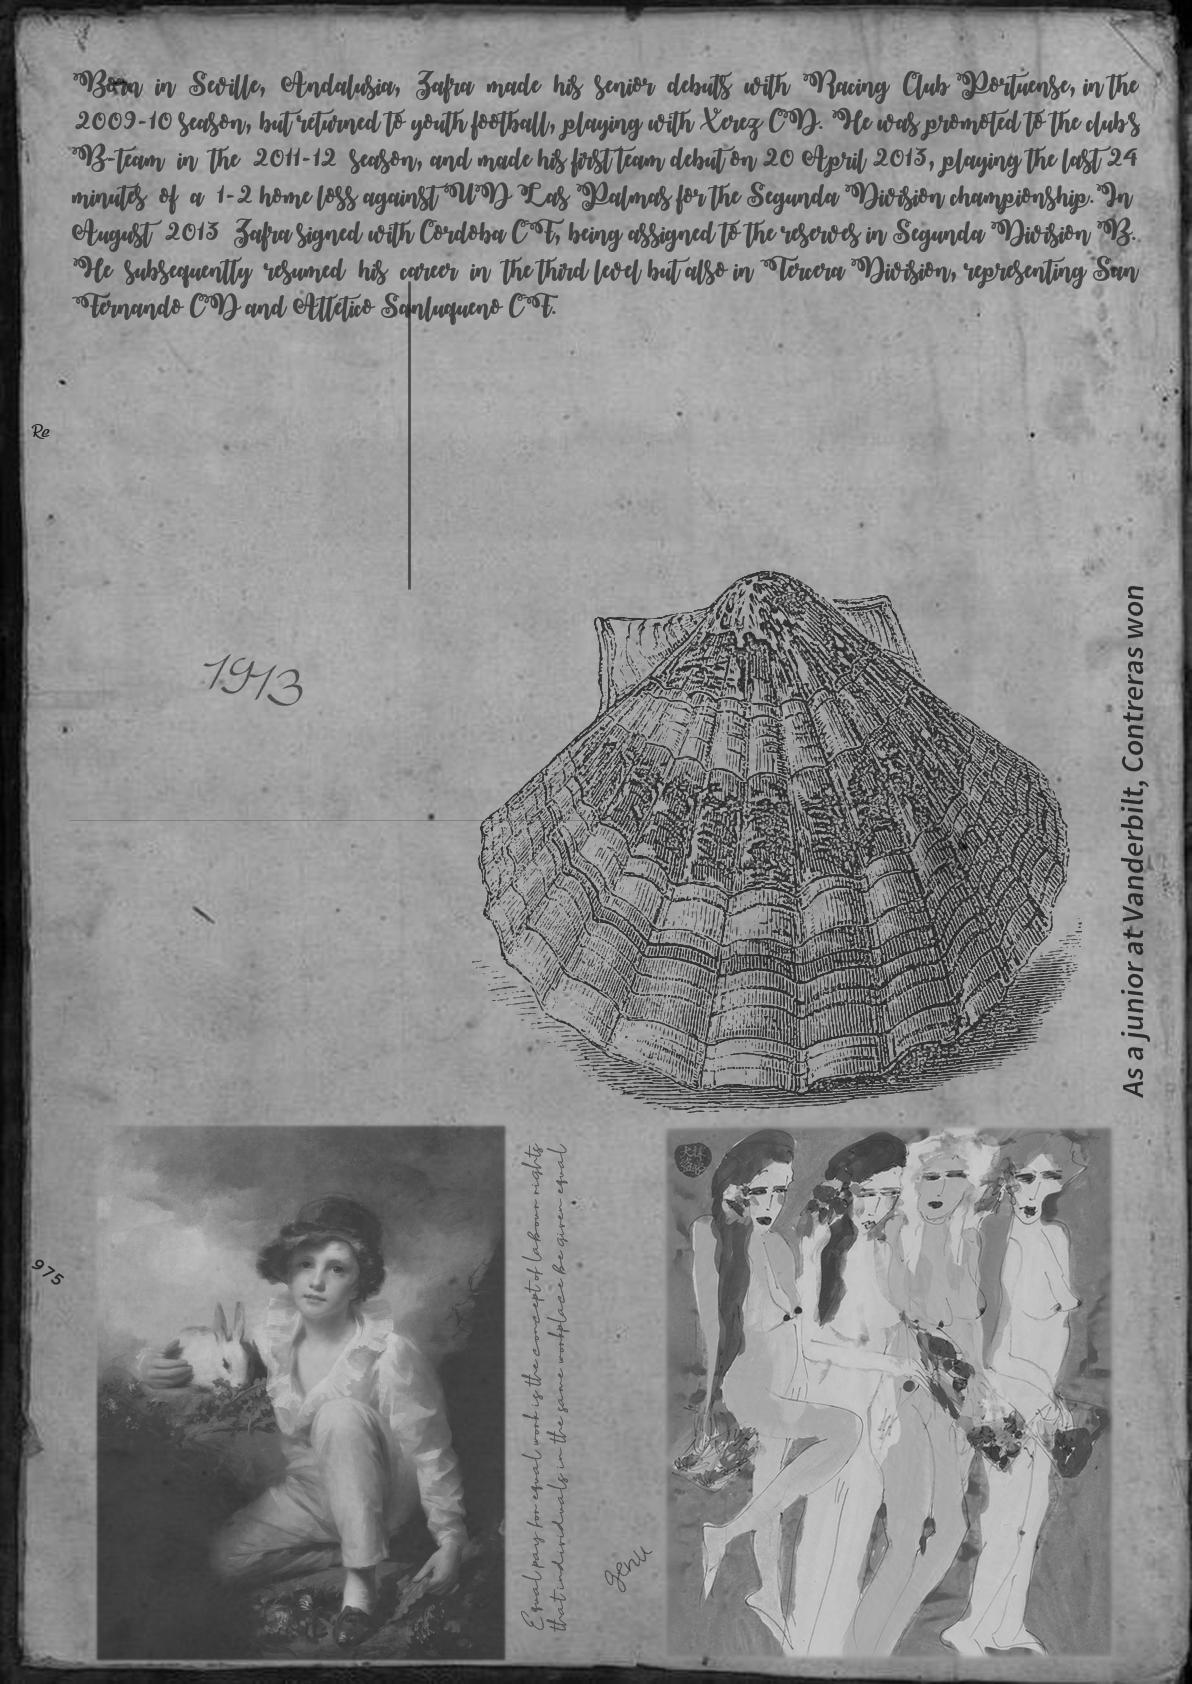 Born in Seville, Andalusia, Zafra made his senior debuts with Racing Club Portuense, in the
2009-10 season, but returned to youth football, playing with Xerez CD. He was promoted to the clubs
B-team in the 2011-12 season, and made his first team debut on 20 April 2013, playing the last 24
minutes of a 1-2 home loss against UD Las Palmas for the Segunda Division championship. In
August 2013 Zafra signed with Cordoba CF, being assigned to the reserves in Segunda Division B.
He subsequently resumed his career in the third level but also in Tercera Division, representing San
Fernando CD and Atletico Sanluqueno CF.
Re
1913
As a junior at Vanderbilt, Contreras won
975
Equal pay for equal work is the concept of labour rights
that individuals in the same workplace be given equal